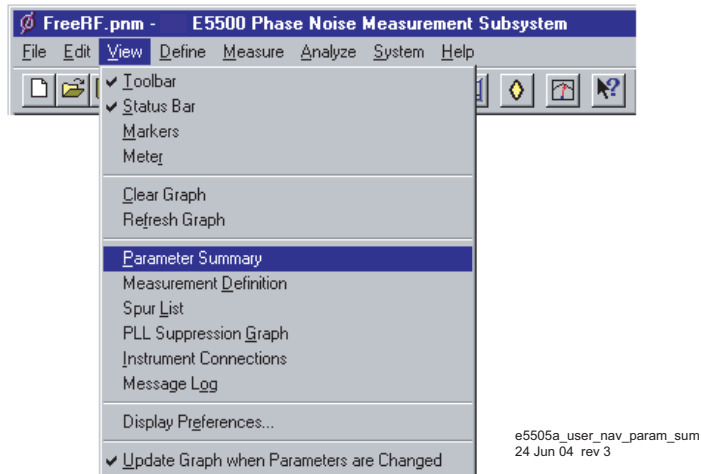 FreeRF.pnm - E5500 Phase Noise Measurement Subsystem
File Edit View Define Measure Analyze System Help
✔ Toolbar
✔ Status Bar
Markers
Meter
Clear Graph
Refresh Graph
Parameter Summary
Measurement Definition
Spur List
PLL Suppression Graph
Instrument Connections
Message Log
Display Preferences...
✔ Update Graph when Parameters are Changed
e5505a_user_nav_param_sum
24 Jun 04 rev 3